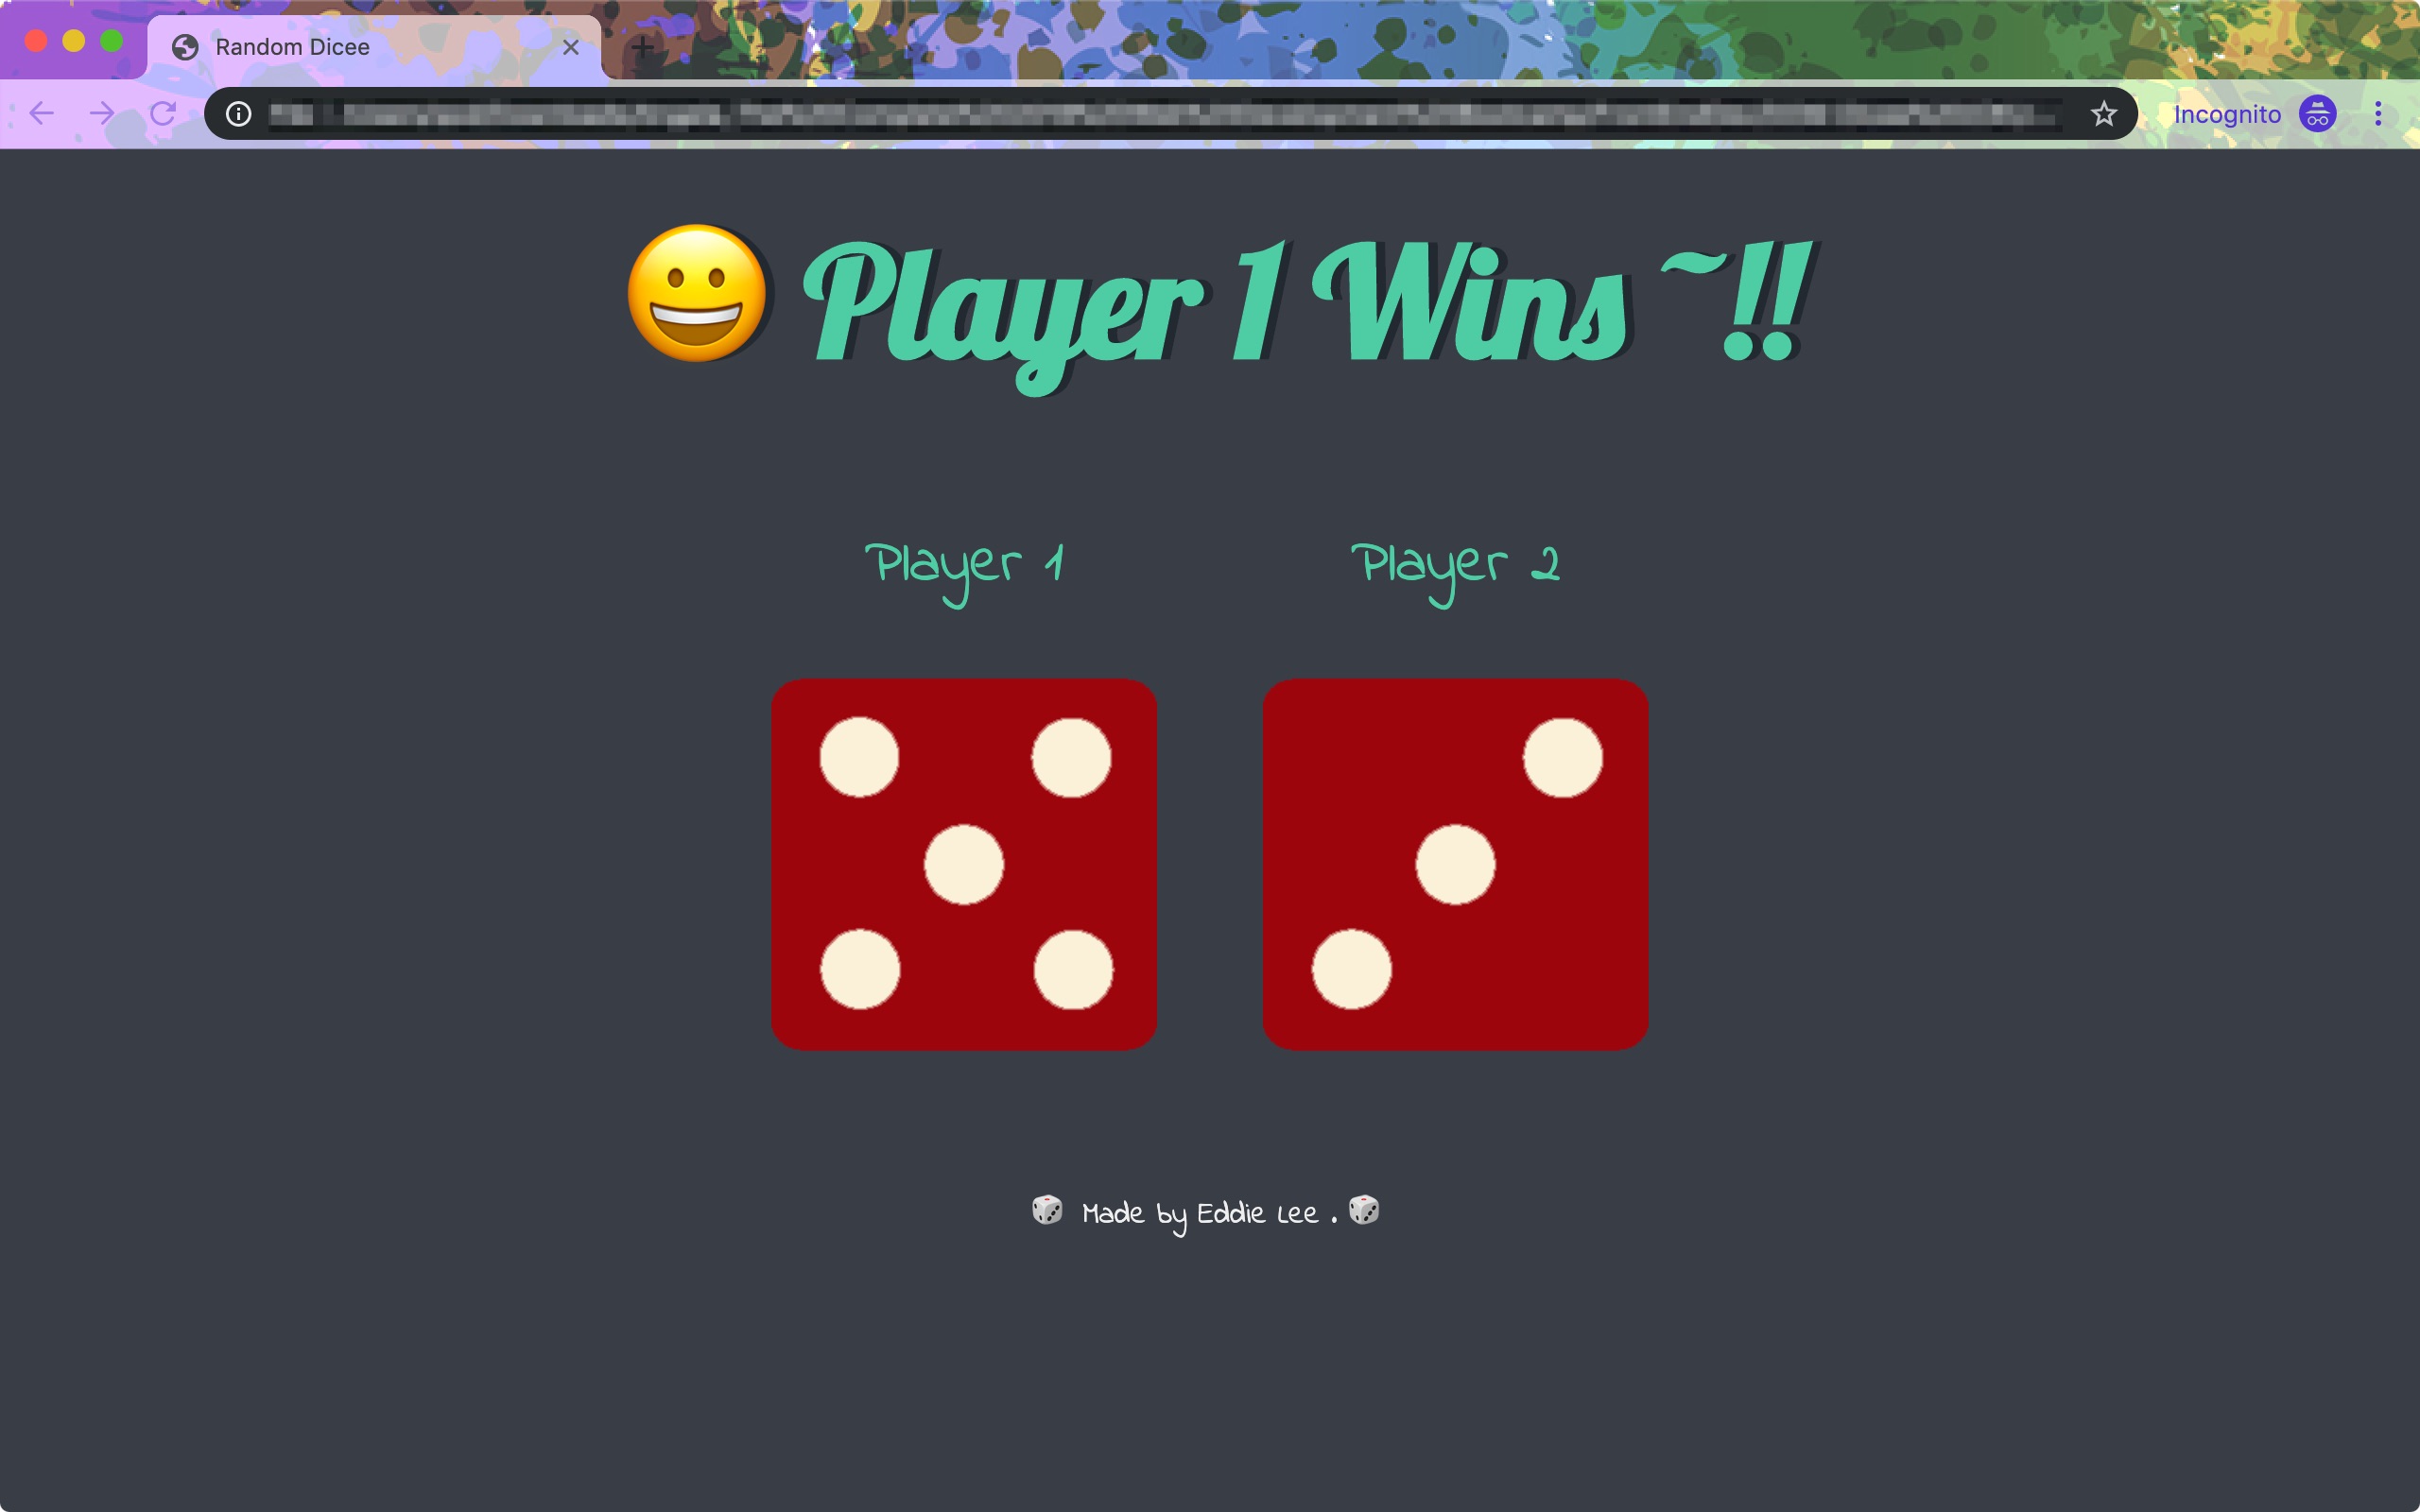 Random Dicee
Incognito
😀 Player 1 Wins ~!!
Player 1
Player 2
🎲 Made by Eddie Lee . 🎲